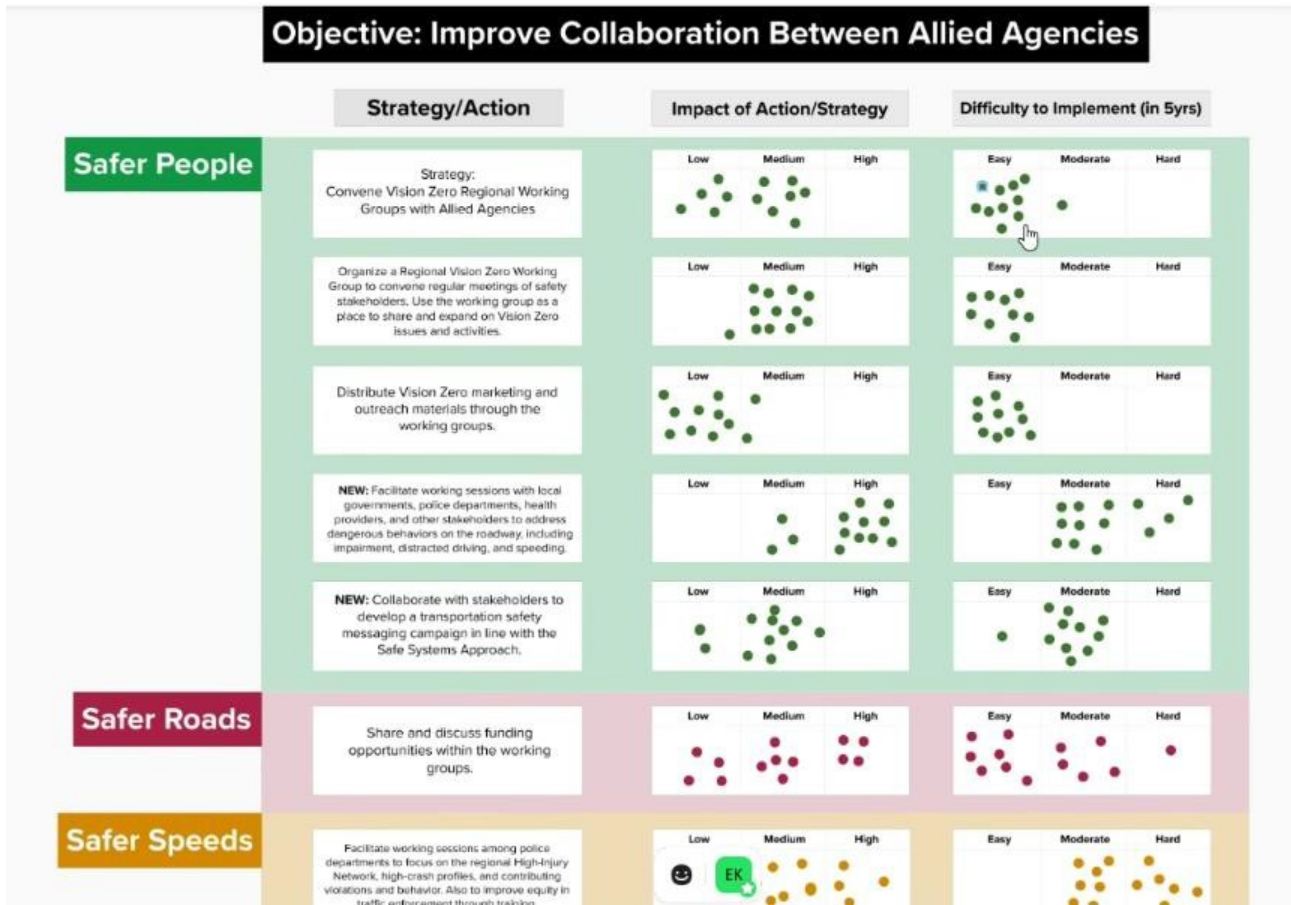 Objective: Improve Collaboration Between Allied Agencies
Strategy/Action
Impact of Action/Strategy
Difficulty to Implement (in 5yrs)
Safer People
Strategy:
Convene Vision Zero Regional Working
Groups with Allied Agencies
Low Medium High
Easy Moderate Hard
Organize a Regional Vision Zero Working
Group to convene regular meetings of safety
stakeholders. Use the working group as a
place to share and expand on Vision Zero
issues and activities.
Low Medium High
Easy Moderate Hard
Distribute Vision Zero marketing and
outreach materials through the
working groups.
Low Medium High
Easy Moderate Hard
NEW: Facilitate working sessions with local
governments, police departments, health
providers, and other stakeholders to address
dangerous behaviors on the roadway, including
impairment, distracted driving, and speeding.
Low Medium High
Easy Moderate Hard
NEW: Collaborate with stakeholders to
develop a transportation safety
messaging campaign in line with the
Safe Systems Approach.
Low Medium High
Easy Moderate Hard
Safer Roads
Share and discuss funding
opportunities within the working
groups.
Low Medium High
Easy Moderate Hard
Safer Speeds
Facilitate working sessions among police
departments to focus on the regional High-Injury
Network, high-crash profiles, and contributing
violations and behavior. Also to improve equity in
traffic enforcement through training
Low Medium High
EK
Easy Moderate Hard